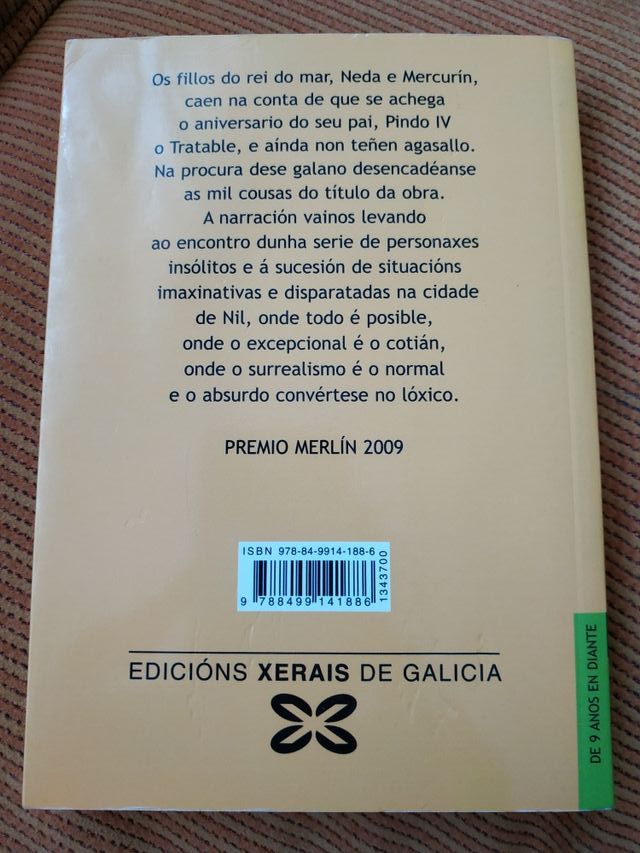 Os fillos do rei do mar, Neda e Mercurín,
caen na conta de que se achega
o aniversario do seu pai, Pindo IV
o Tratable, e aínda non teñen agasallo.
Na procura dese galano desencadéanse
as mil cousas do título da obra.
A narración vainos levando
ao encontro dunha serie de personaxes
insólitos e á sucesión de situacións
imaxinativas e disparatadas na cidade
de Nil, onde todo é posible,
onde o excepcional é o cotián,
onde o surrealismo é o normal
e o absurdo convértese no lóxico.
PREMIO MERLÍN 2009
ISBN 978-84-9914-188-6
1343700
9 788499 141886
EDICIÓNS XERAIS DE GALICIA
DE 9 ANOS EN DIANTE